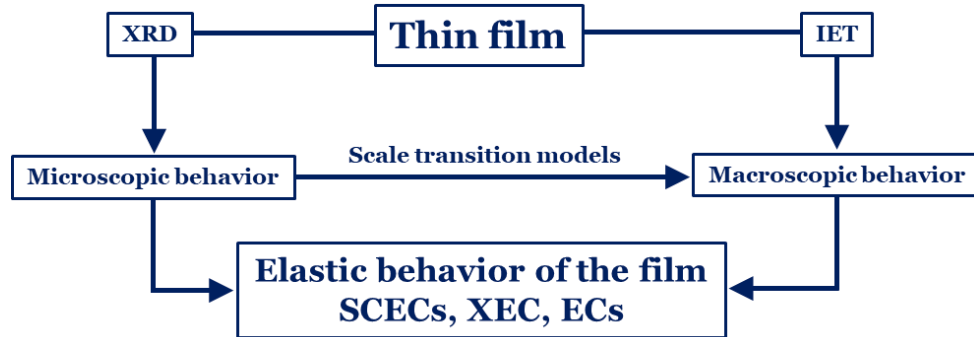 XRD
Thin film
IET
Scale transition models
Microscopic behavior
Macroscopic behavior
Elastic behavior of the film
SCECs, XEC, ECs